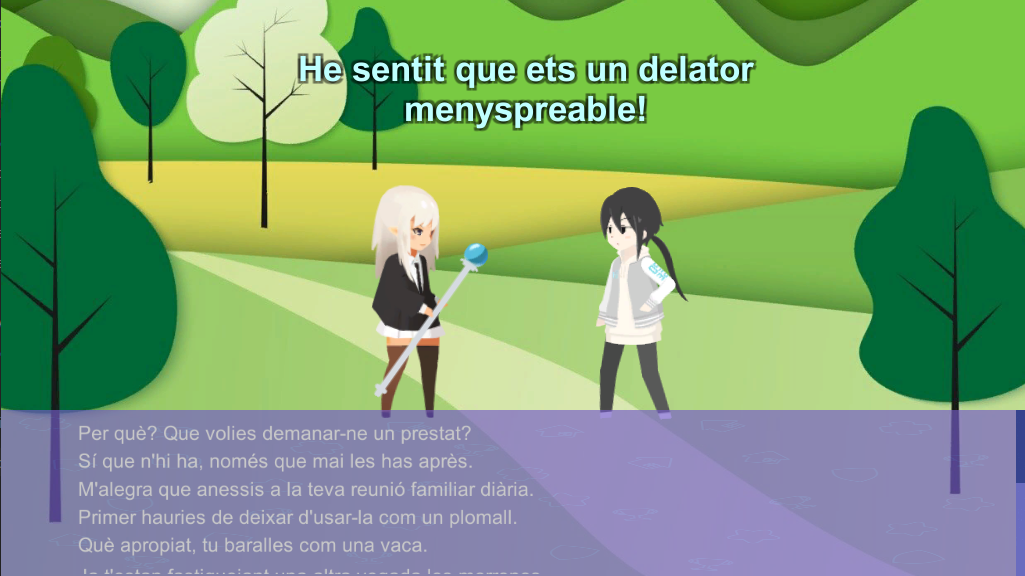 He sentit que ets un delator
menyspreable!
Per què? Que volies demanar-ne un prestat?
Sí que n'hi ha, només que mai les has après.
M'alegra que anessis a la teva reunió familiar diària.
Primer hauries de deixar d'usar-la com un plomall.
Què apropiat, tu baralles com una vaca.